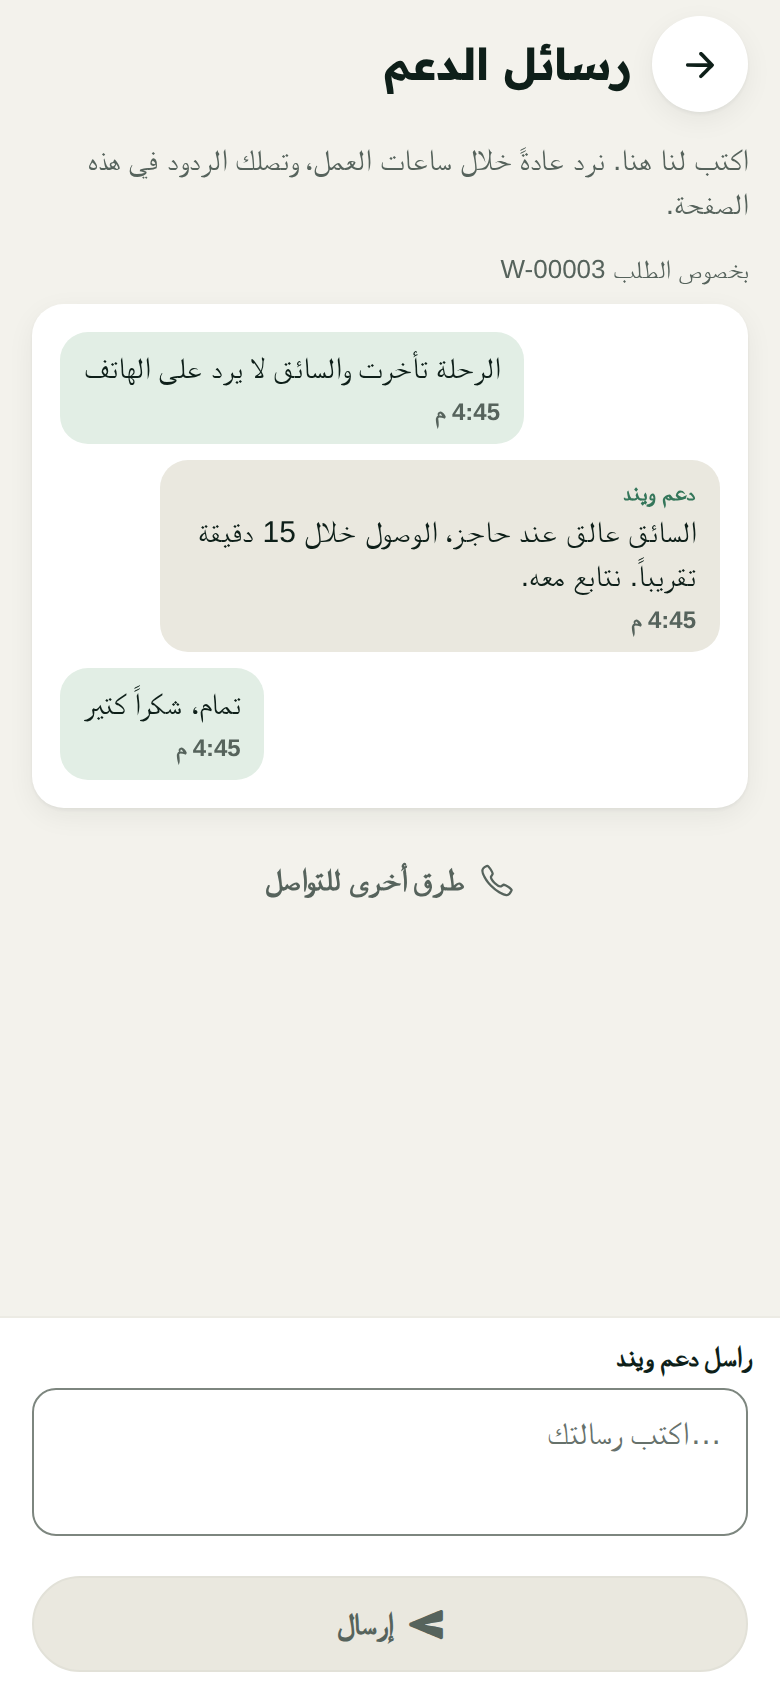 رسائل الدعم
اكتب لنا هنا. نرد عادةً خلال ساعات العمل، وتصلك الردود في هذه
الصفحة.
بخصوص الطلب W-00003
الرحلة تأخرت والسائق لا يرد على الهاتف
4:45 م
دعم ويند
السائق عالق عند حاجز، الوصول خلال 15 دقيقة
تقريباً. نتابع معه.
4:45 م
تمام، شكراً كتير
4:45 م
طرق أخرى للتواصل
راسل دعم ويند
...اكتب رسالتك
إرسال